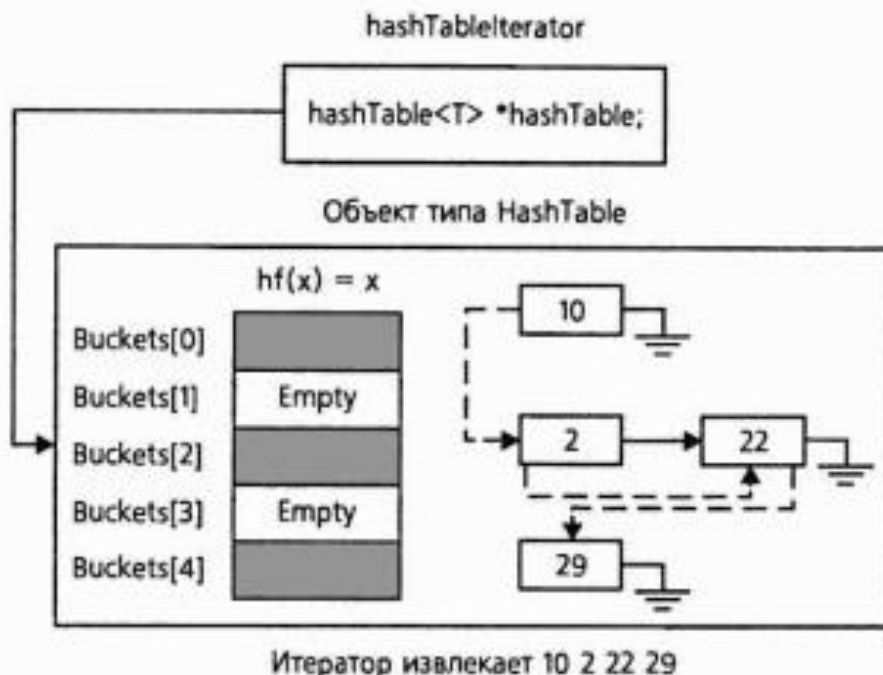 hashTableIterator
hashTable<T> *hashTable;
Объект типа HashTable
hf(x) = x
Buckets[0]
10
Buckets[1] Empty
Buckets[2]
2 22
Buckets[3] Empty
Buckets[4]
29
Итератор извлекает 10 2 22 29